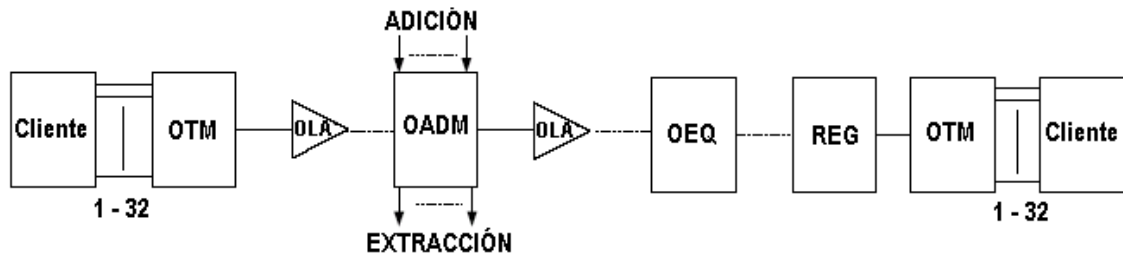 ADICIÓN
Cliente OTM OLA OADM OLA OEQ REG OTM Cliente
1 - 32 1 - 32
EXTRACCIÓN